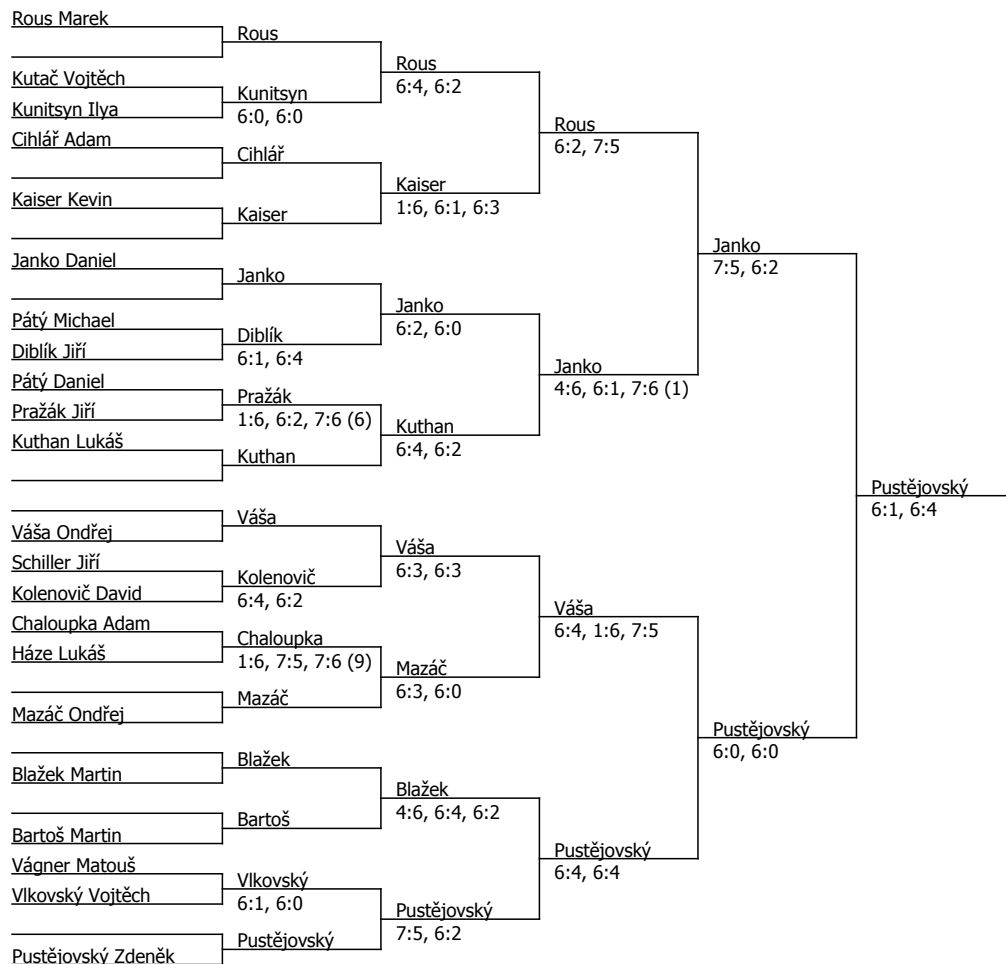 Rous Marek
Rous
Rous
6:4, 6:2
Kutač Vojtěch
Kunitsyn
6:0, 6:0
Kunitsyn Ilya
Rous
6:2, 7:5
Cihlář Adam
Cihlář
Kaiser
1:6, 6:1, 6:3
Kaiser Kevin
Kaiser
Janko
7:5, 6:2
Janko Daniel
Janko
Janko
6:2, 6:0
Pátý Michael
Diblík
6:1, 6:4
Diblík Jiří
Janko
4:6, 6:1, 7:6 (1)
Pátý Daniel
Pražák
1:6, 6:2, 7:6 (6)
Pražák Jiří
Kuthan
6:4, 6:2
Kuthan Lukáš
Kuthan
Pustějovský
6:1, 6:4
Váša
Váša Ondřej
Váša
6:3, 6:3
Schiller Jiří
Kolenovič
6:4, 6:2
Kolenovič David
Váša
6:4, 1:6, 7:5
Chaloupka Adam
Chaloupka
1:6, 7:5, 7:6 (9)
Háze Lukáš
Mazáč
6:3, 6:0
Mazáč
Mazáč Ondřej
Pustějovský
6:0, 6:0
Blažek
Blažek Martin
Blažek
4:6, 6:4, 6:2
Bartoš
Bartoš Martin
Pustějovský
6:4, 6:4
Vágner Matouš
Vlkovský
6:1, 6:0
Vlkovský Vojtěch
Pustějovský
7:5, 6:2
Pustějovský
Pustějovský Zdeněk